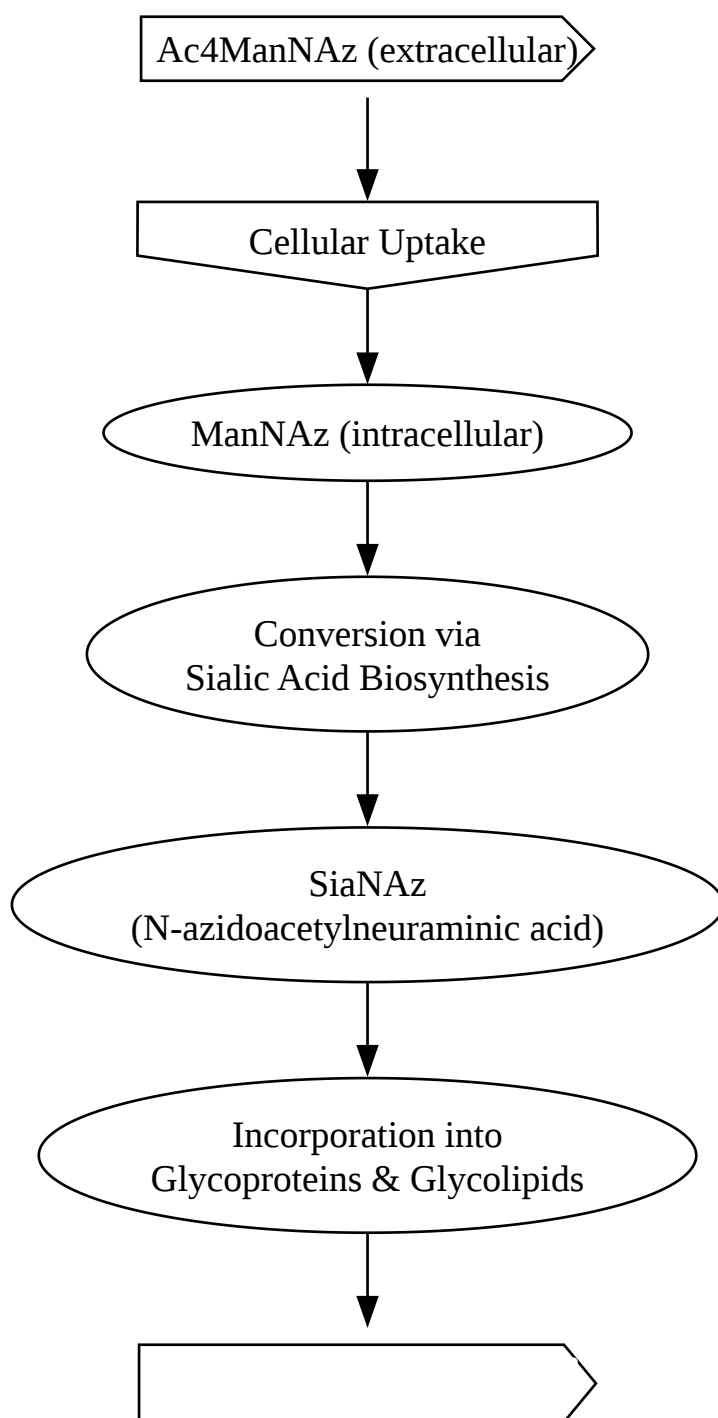 Ac4ManNAz (extracellular)
Cellular Uptake
ManNAz (intracellular)
Conversion via
Sialic Acid Biosynthesis
SiaNAz
(N-azidoacetylneuraminic acid)
Incorporation into
Glycoproteins & Glycolipids